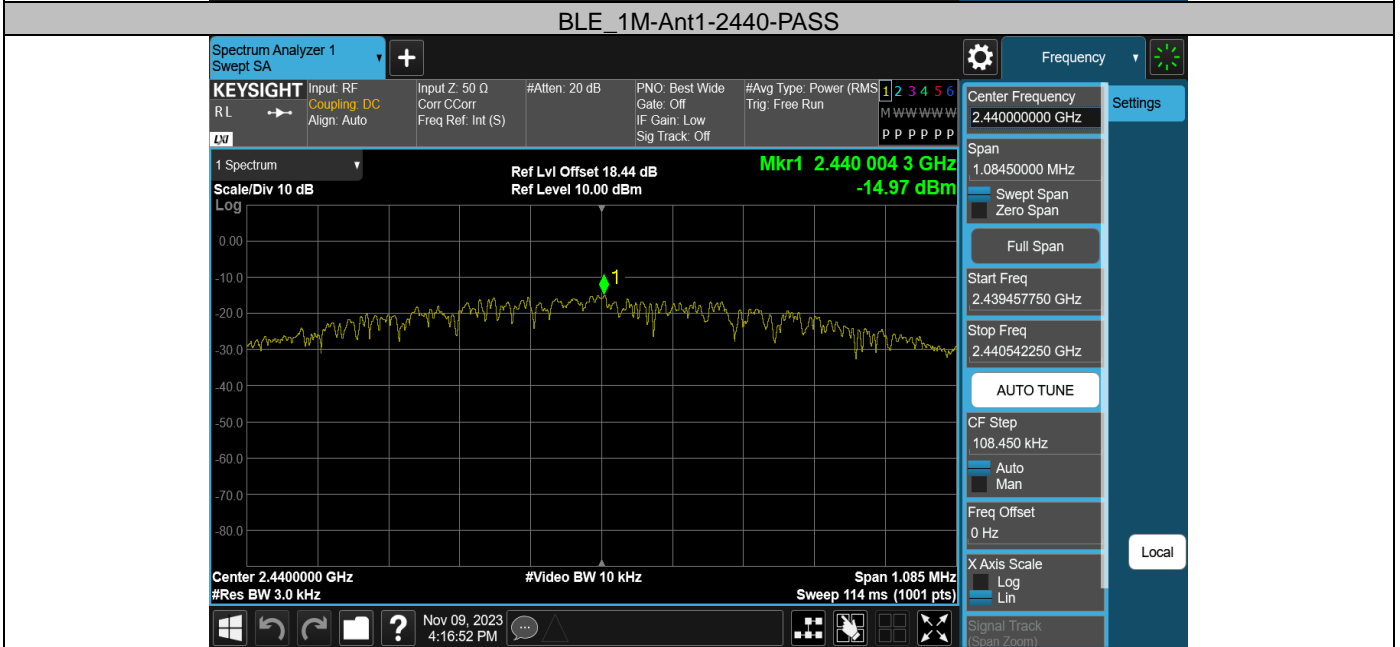 BLE_1M-Ant1-2440-PASS
Spectrum Analyzer 1
Swept SA
Frequency
KEYSIGHT
R L
LXI
Input: RF
Coupling: DC
Align: Auto
Input Z: 50 Ω
Corr CCorr
Freq Ref: Int (S)
#Atten: 20 dB
PNO: Best Wide
Gate: Off
IF Gain: Low
Sig Track: Off
#Avg Type: Power (RMS
Trig: Free Run
1 2 3 4 5 6
M W W W W W
P P P P P P
1 Spectrum
Scale/Div 10 dB
Log
Ref Lvl Offset 18.44 dB
Ref Level 10.00 dBm
Mkr1 2.440 004 3 GHz
-14.97 dBm
1
0.00
-10.0
-20.0
-30.0
-40.0
-50.0
-60.0
-70.0
-80.0
Center 2.4400000 GHz
#Res BW 3.0 kHz
#Video BW 10 kHz
Span 1.085 MHz
Sweep 114 ms (1001 pts)
Center Frequency
2.440000000 GHz
Settings
Span
1.08450000 MHz
Swept Span
Zero Span
Full Span
Start Freq
2.439457750 GHz
Stop Freq
2.440542250 GHz
AUTO TUNE
CF Step
108.450 kHz
Auto
Man
Freq Offset
0 Hz
X Axis Scale
Log
Lin
Signal Track
(Span Zoom)
Local
?
Nov 09, 2023
4:16:52 PM